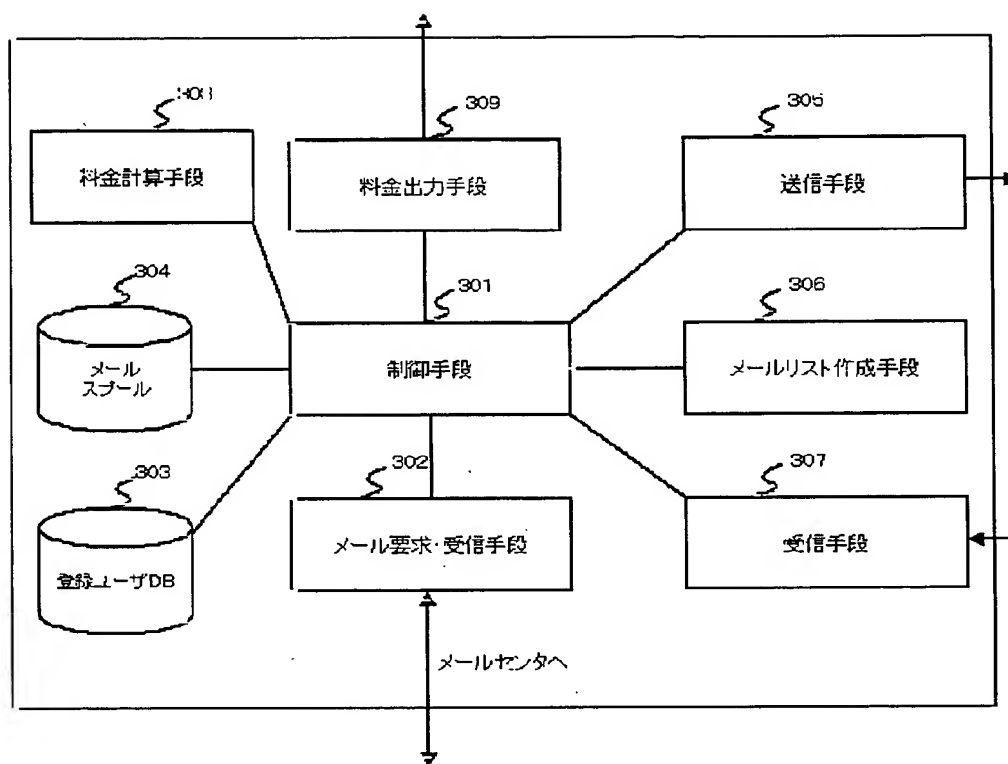 309
305
料金計算手段
料金出力手段
送信手段
304
301
306
メール
スプール
制御手段
メールリスト作成手段
303
302
307
登録ユーザDB
メール要求・受信手段
受信手段
メールセンタへ